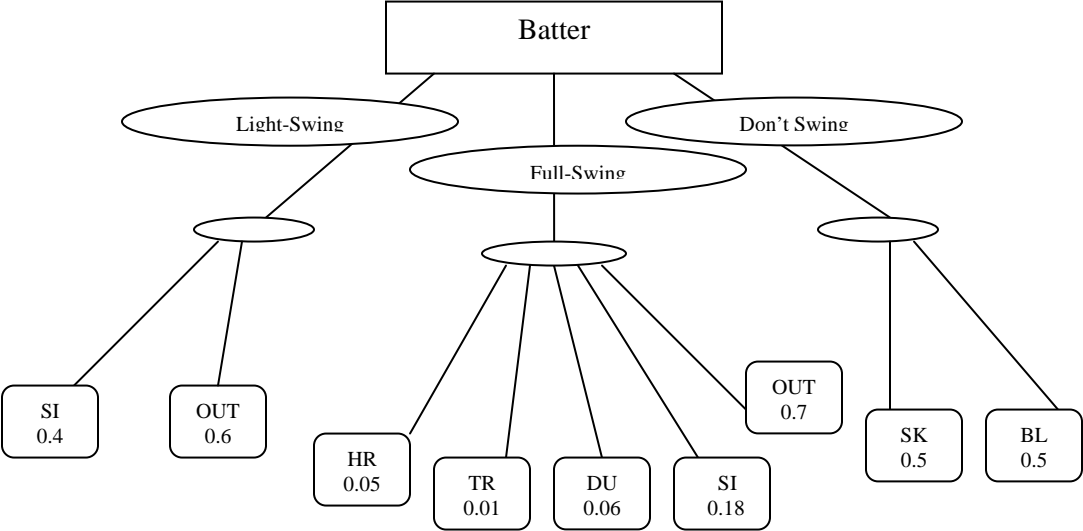 Batter
Light-Swing
Don't Swing
Full-Swing
SI
0.4
OUT
0.6
HR
0.05
TR
0.01
DU
0.06
SI
0.18
OUT
0.7
SK
0.5
BL
0.5